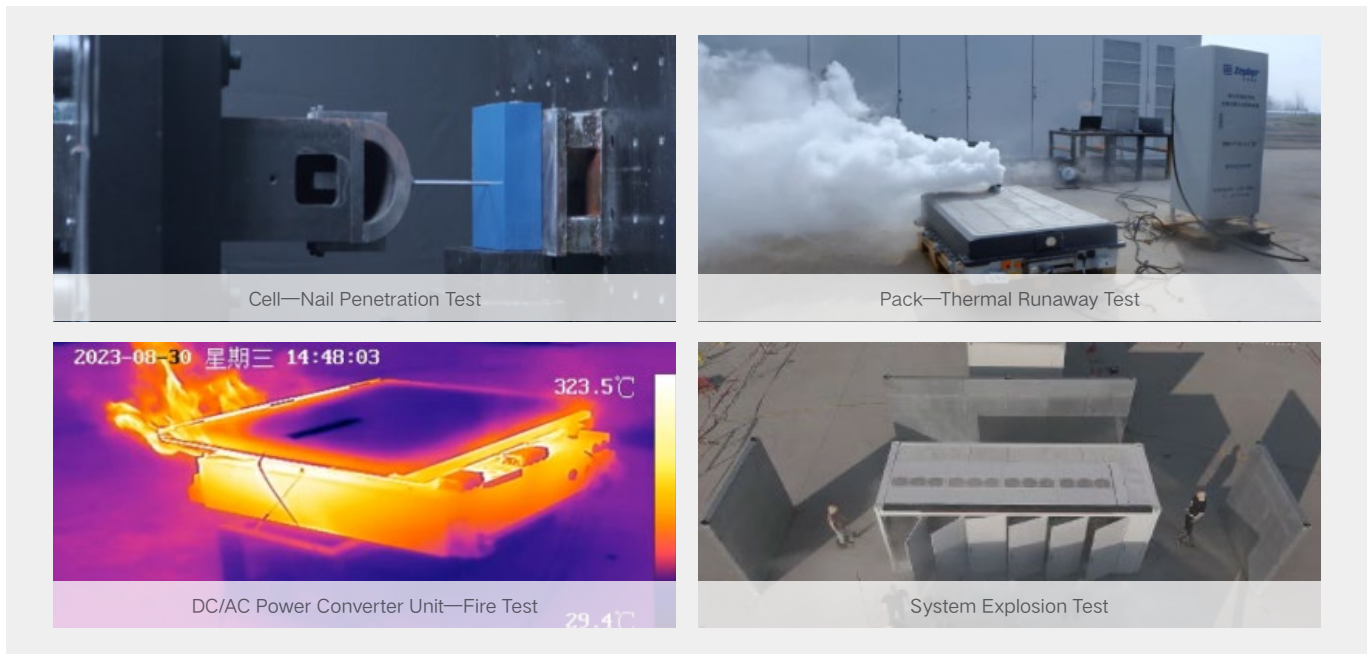 Cell—Nail Penetration Test
Pack—Thermal Runaway Test
2023-08-30 星期三 14:48:03
323.5℃
29.4℃
DC/AC Power Converter Unit—Fire Test
System Explosion Test